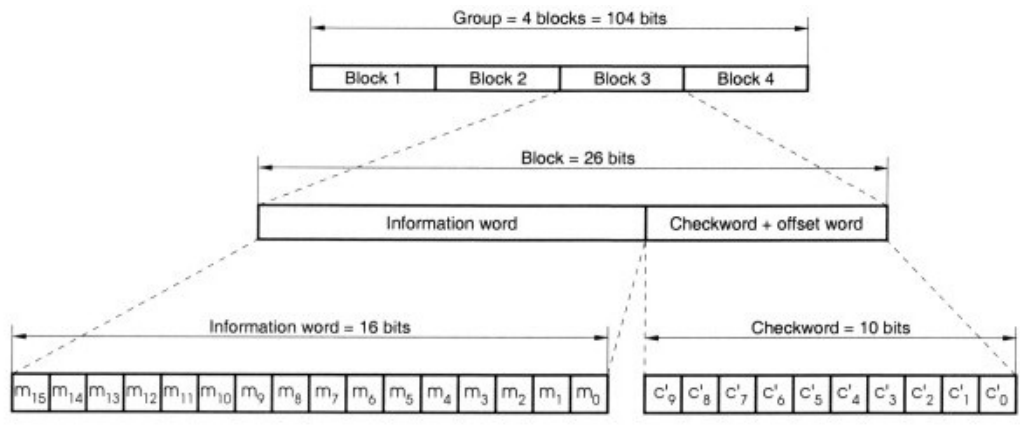 Group = 4 blocks = 104 bits
Block 1 Block 2 Block 3 Block 4
Block = 26 bits
Information word Checkword + offset word
Information word = 16 bits Checkword = 10 bits
m₁₅ m₁₄ m₁₃ m₁₂ m₁₁ m₁₀ m₉ m₈ m₇ m₆ m₅ m₄ m₃ m₂ m₁ m₀ c'₉ c'₈ c'₇ c'₆ c'₅ c'₄ c'₃ c'₂ c'₁ c'₀